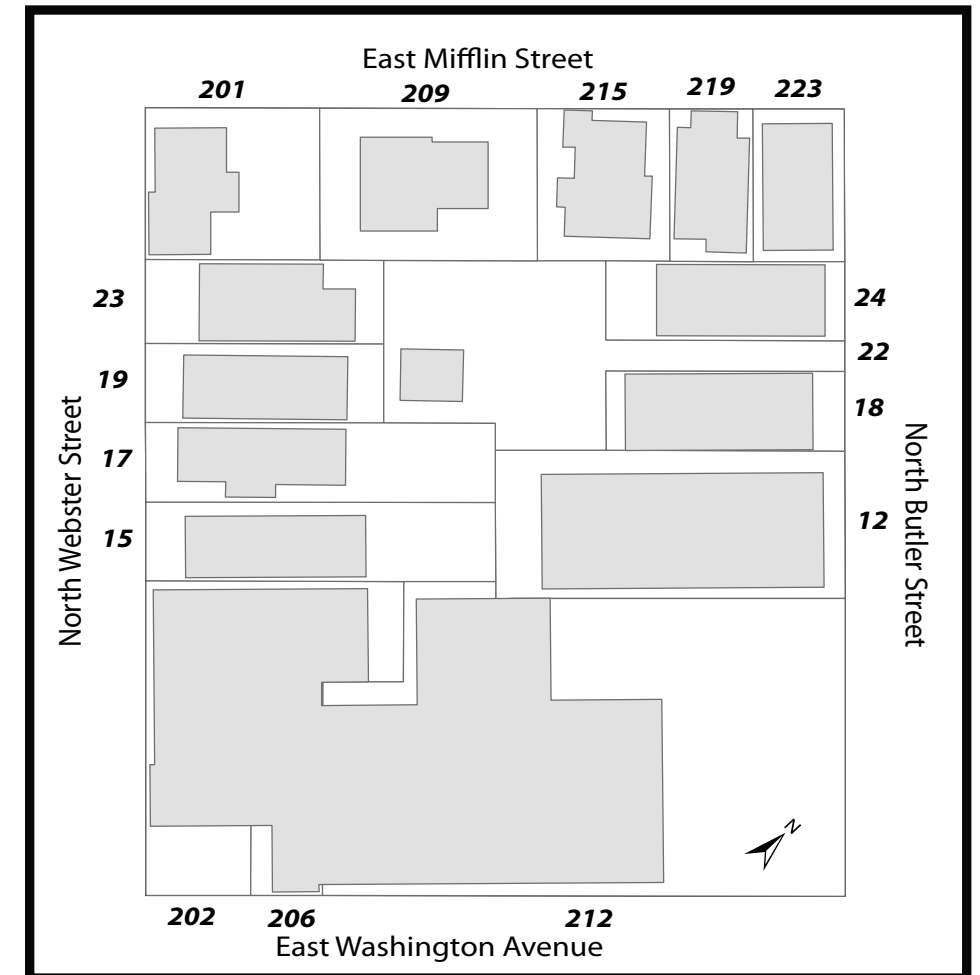 East Mifflin Street
201 209 215 219 223
23
19
17
15
North Webster Street
24
22
18
12
North Butler Street
N
202 206 212
East Washington Avenue